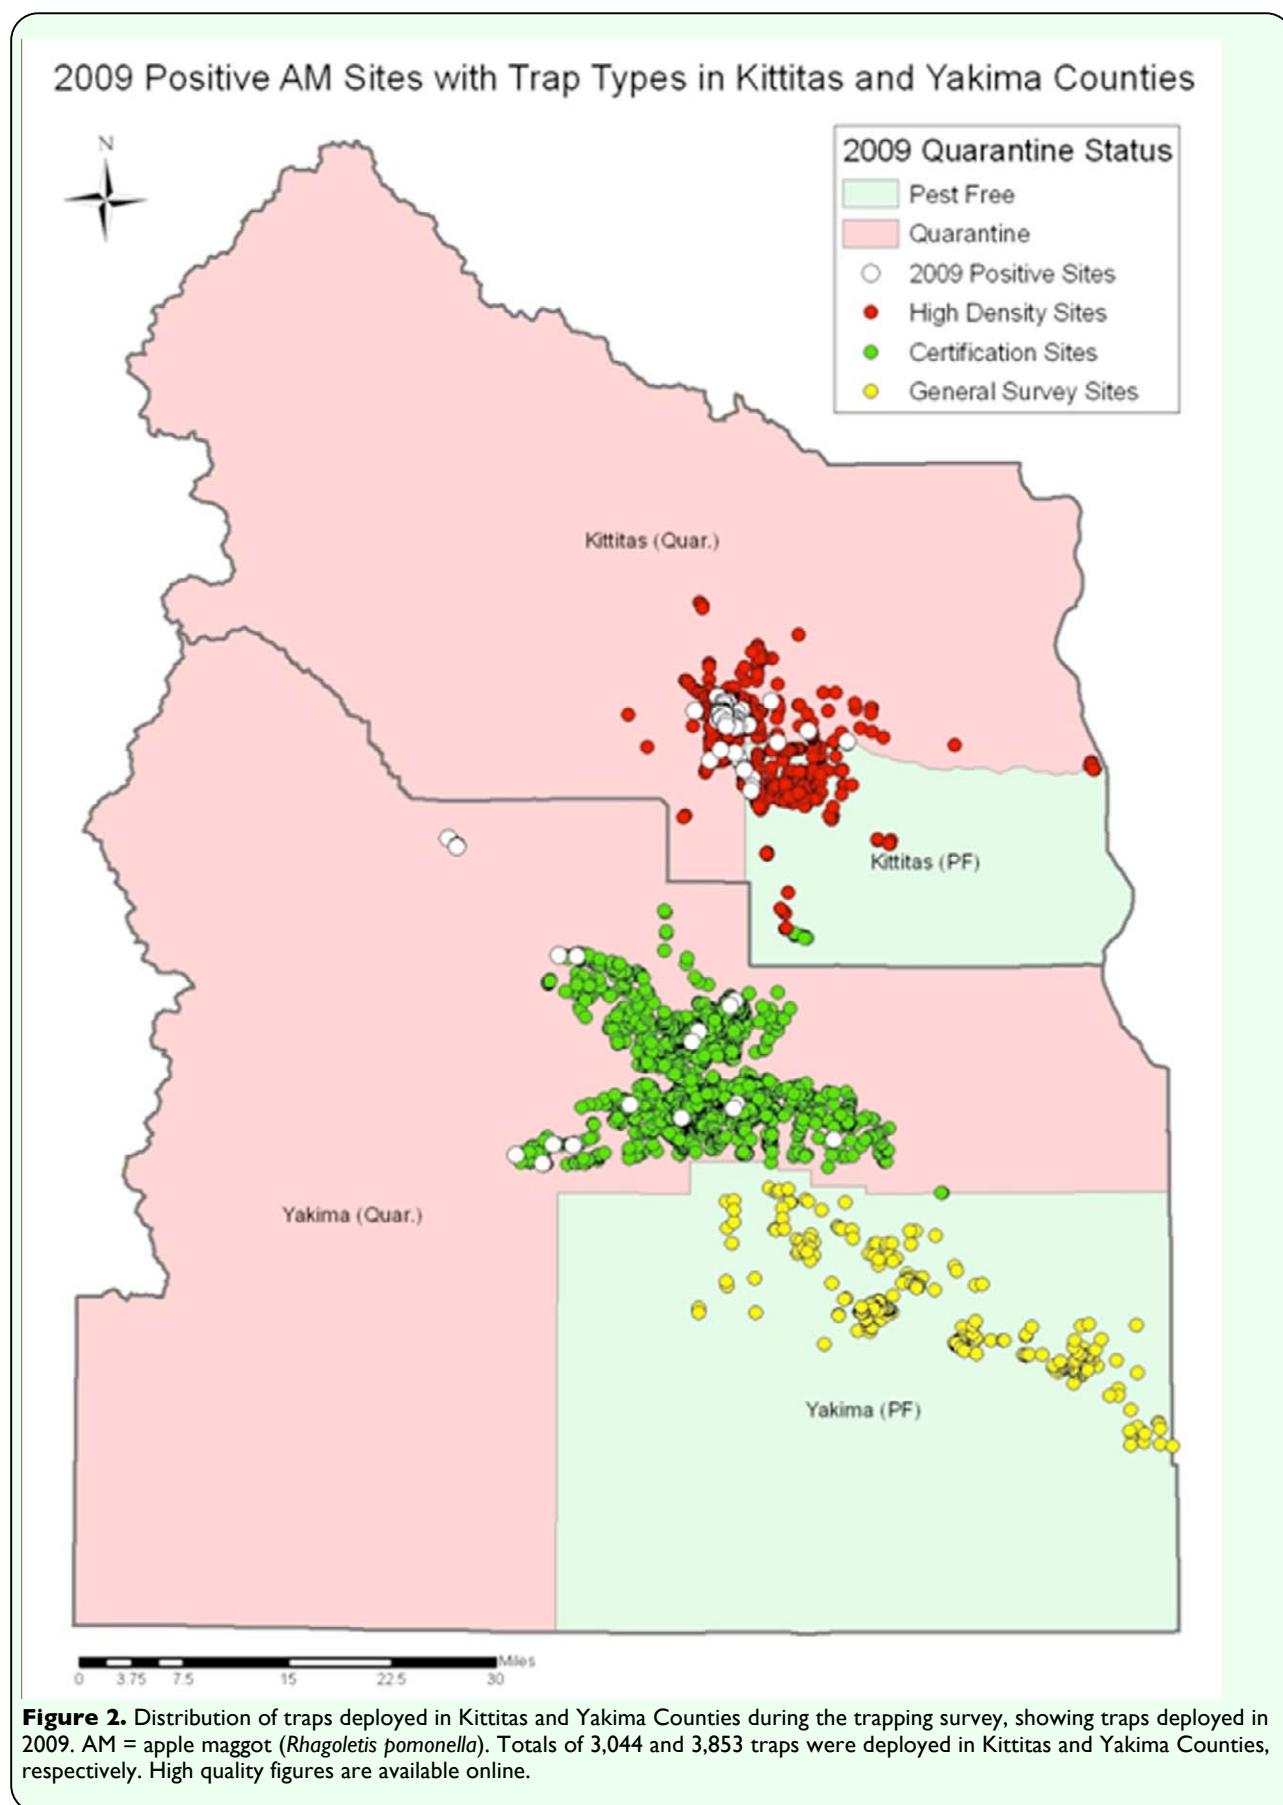 2009 Positive AM Sites with Trap Types in Kittitas and Yakima Counties
N
2009 Quarantine Status
Pest Free
Quarantine
2009 Positive Sites
High Density Sites
Certification Sites
General Survey Sites
Kittitas (Quar.)
Kittitas (PF)
Yakima (Quar.)
Yakima (PF)
Miles
0 3.75 7.5 15 22.5 30
Figure 2. Distribution of traps deployed in Kittitas and Yakima Counties during the trapping survey, showing traps deployed in
2009. AM = apple maggot (Rhagoletis pomonella). Totals of 3,044 and 3,853 traps were deployed in Kittitas and Yakima Counties,
respectively. High quality figures are available online.